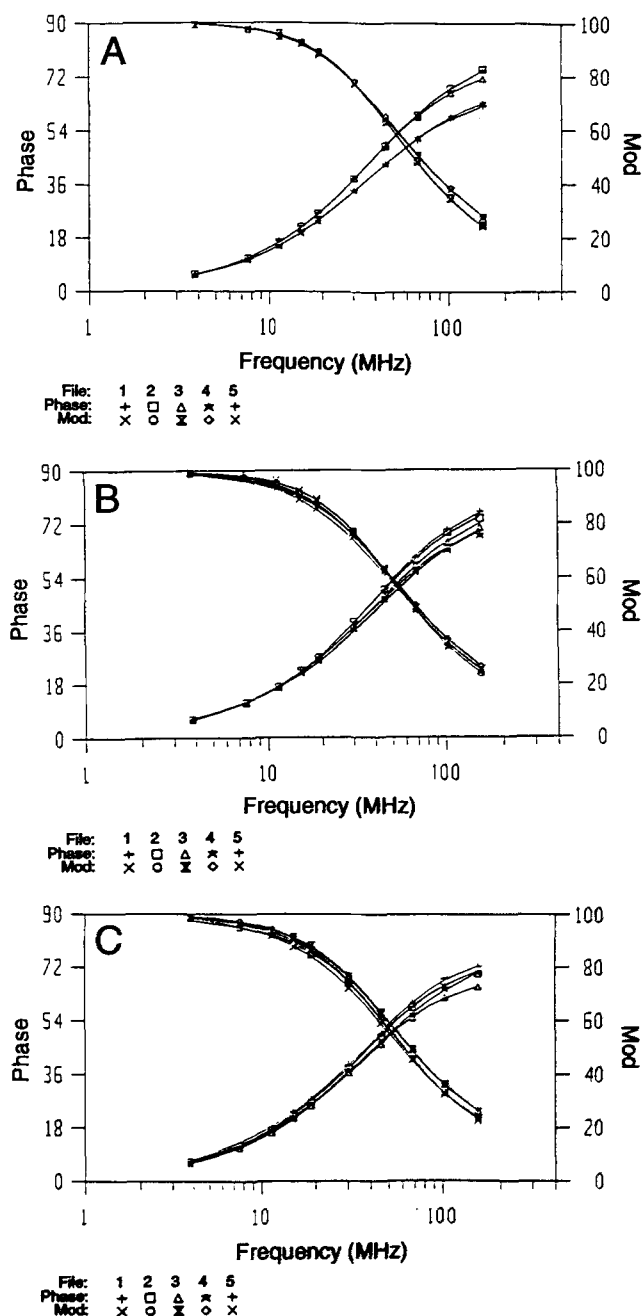 A
90
72
54
36
18
0
Phase
100
80
60
40
20
0
Mod
1
10
100
Frequency (MHz)
File: 1 2 3 4 5
Phase: + □ △ ★ +
Mod: × ○ ⧗ ◇ ×
B
90
72
54
36
18
0
Phase
100
80
60
40
20
0
Mod
1
10
100
Frequency (MHz)
File: 1 2 3 4 5
Phase: + □ △ ★ +
Mod: × ○ ⧗ ◇ ×
C
90
72
54
36
18
0
Phase
100
80
60
40
20
0
Mod
1
10
100
Frequency (MHz)
File: 1 2 3 4 5
Phase: + □ △ ★ +
Mod: × ○ ⧗ ◇ ×